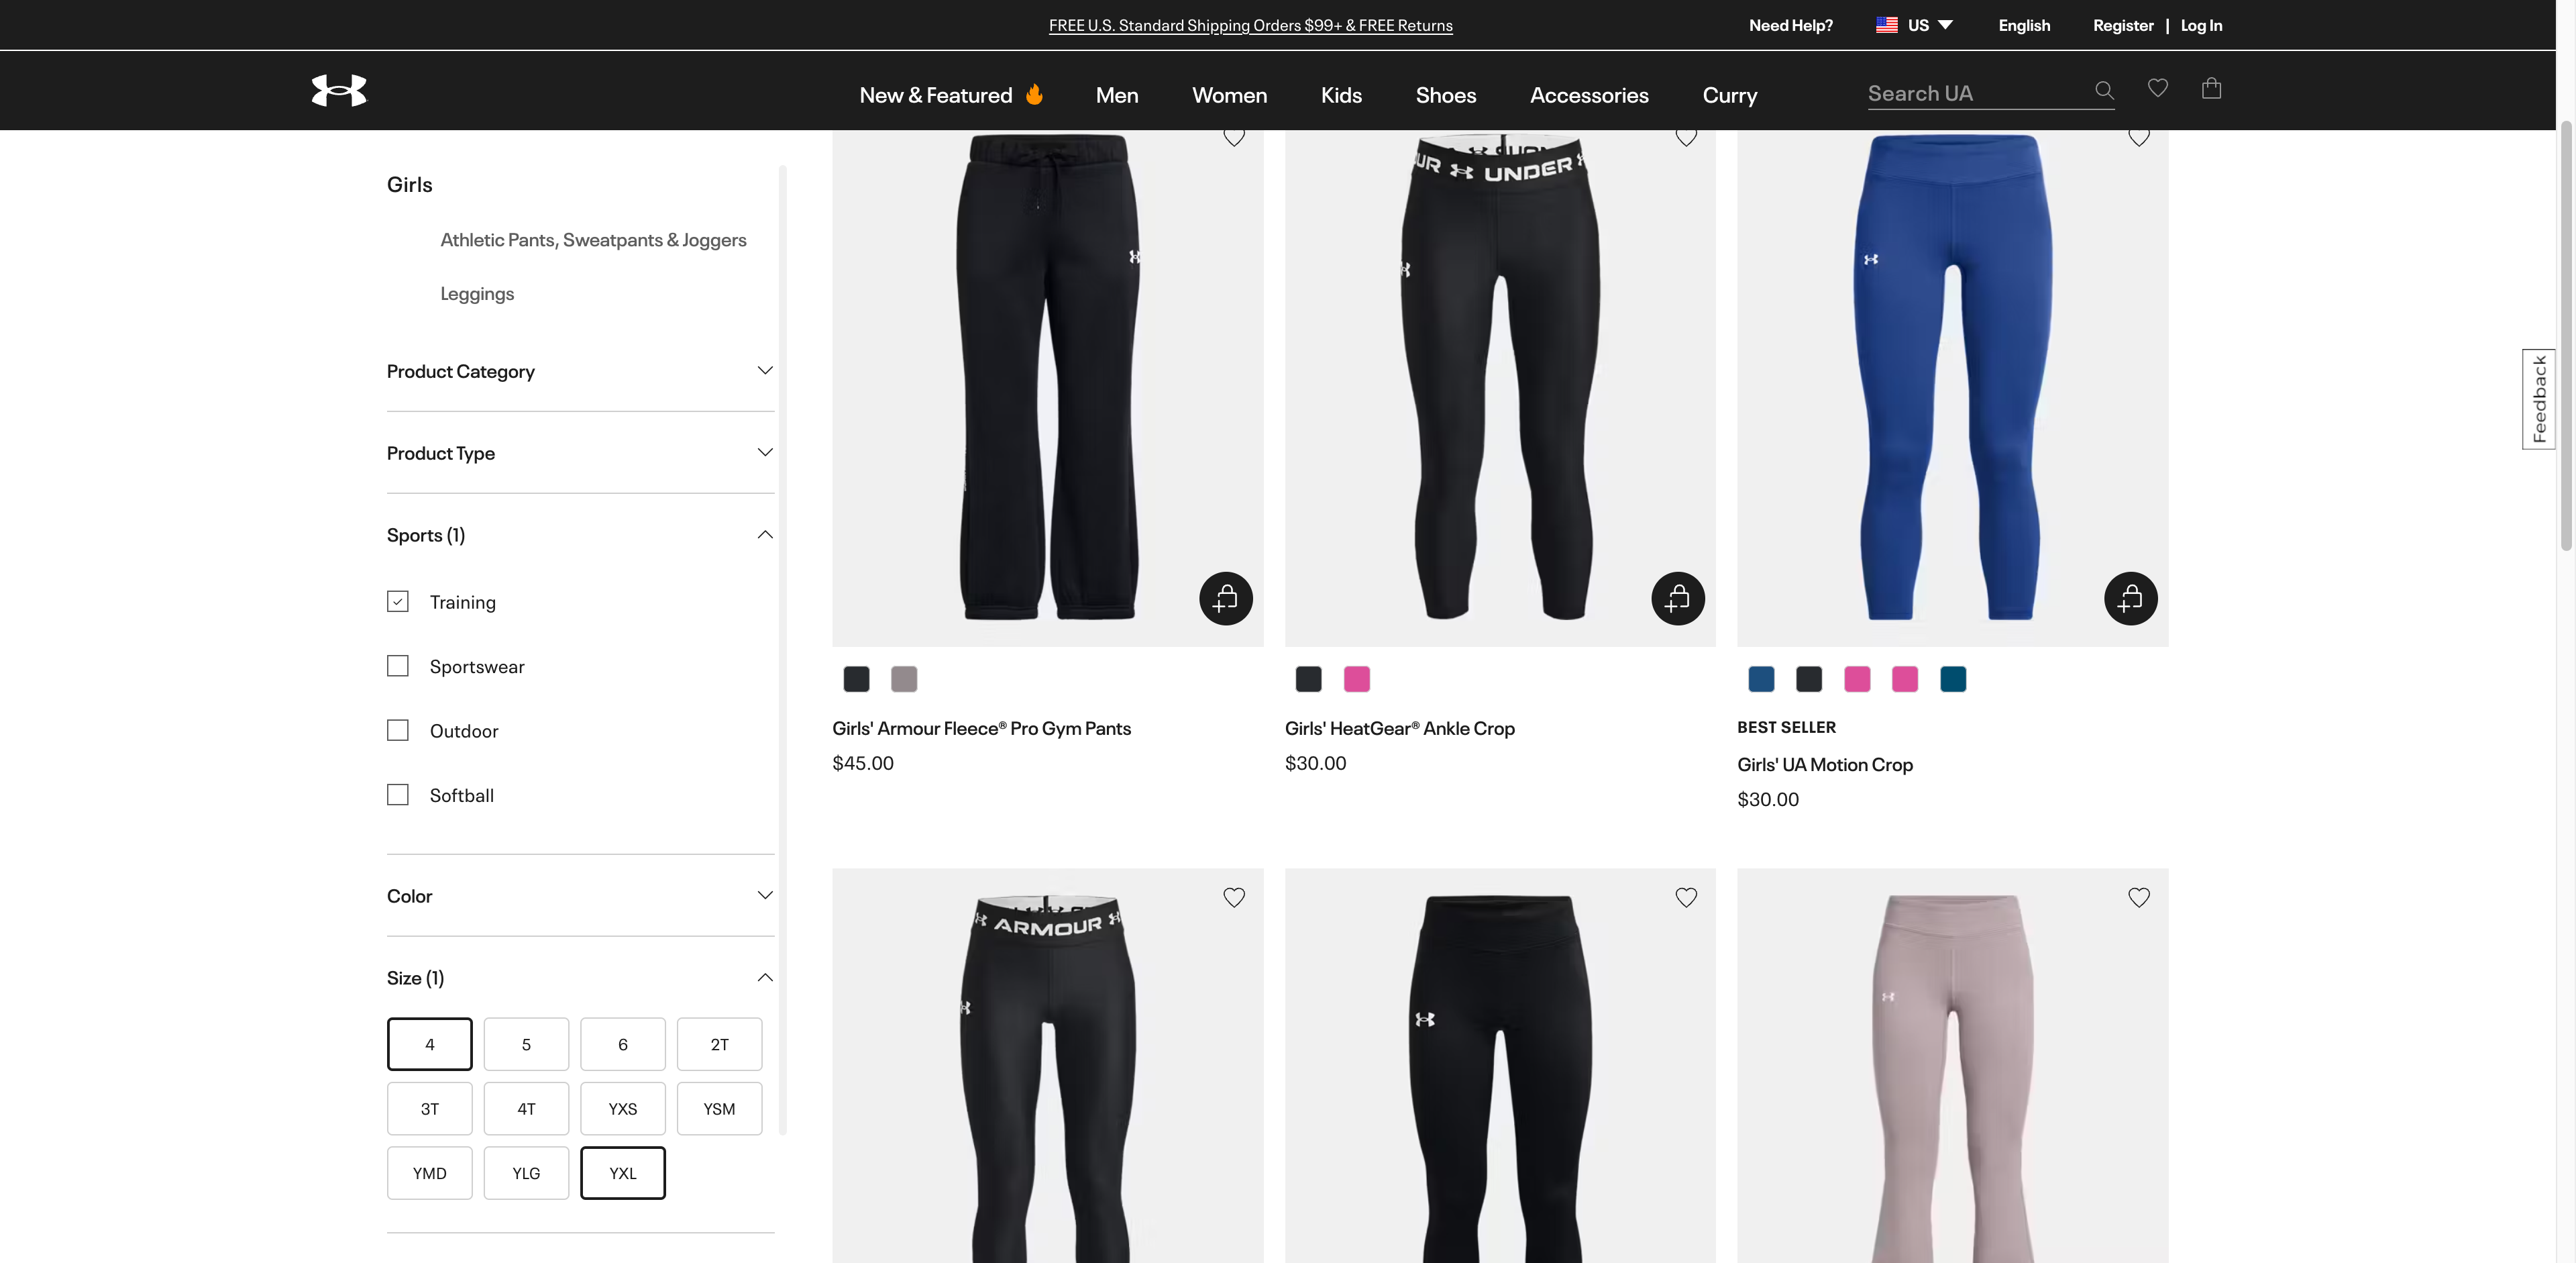 FREE U.S. Standard Shipping Orders $99+ & FREE Returns
Need Help?
US
English
Register | Log In
New & Featured
Men
Women
Kids
Shoes
Accessories
Curry
Search UA
Girls
Athletic Pants, Sweatpants & Joggers
Leggings
Product Category
Product Type
Sports (1)
Training
Sportswear
Outdoor
Softball
Color
Size (1)
4
5
6
2T
3T
4T
YXS
YSM
YMD
YLG
YXL
UR UNDER
Girls' Armour Fleece® Pro Gym Pants
$45.00
Girls' HeatGear® Ankle Crop
$30.00
BEST SELLER
Girls' UA Motion Crop
$30.00
ARMOUR
Feedback